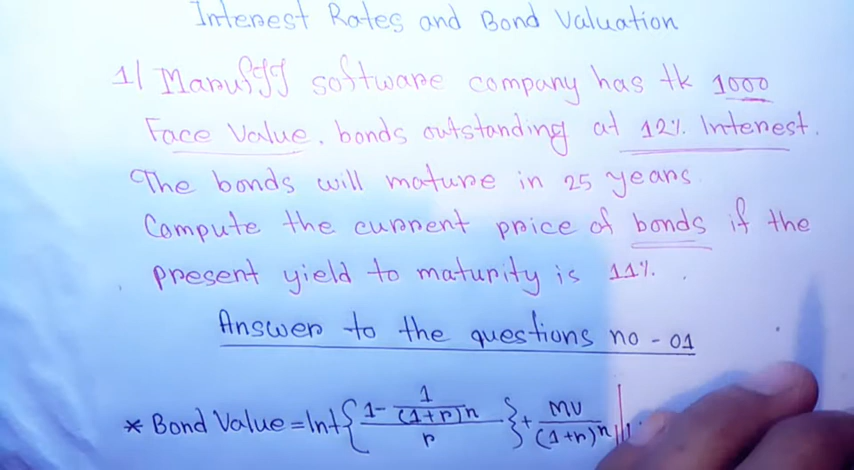 Interest Rates and Bond Valuation
1) Marufff software company has tk 1000
Face Value. bonds outstanding at 12% Interest.
The bonds will mature in 25 years.
Compute the current price of bonds if the
present yield to maturity is 11%.
Answer to the questions no - 01
* Bond Value = Int { 1 - 1/(1+r)n / r } + MV/(1+r)n